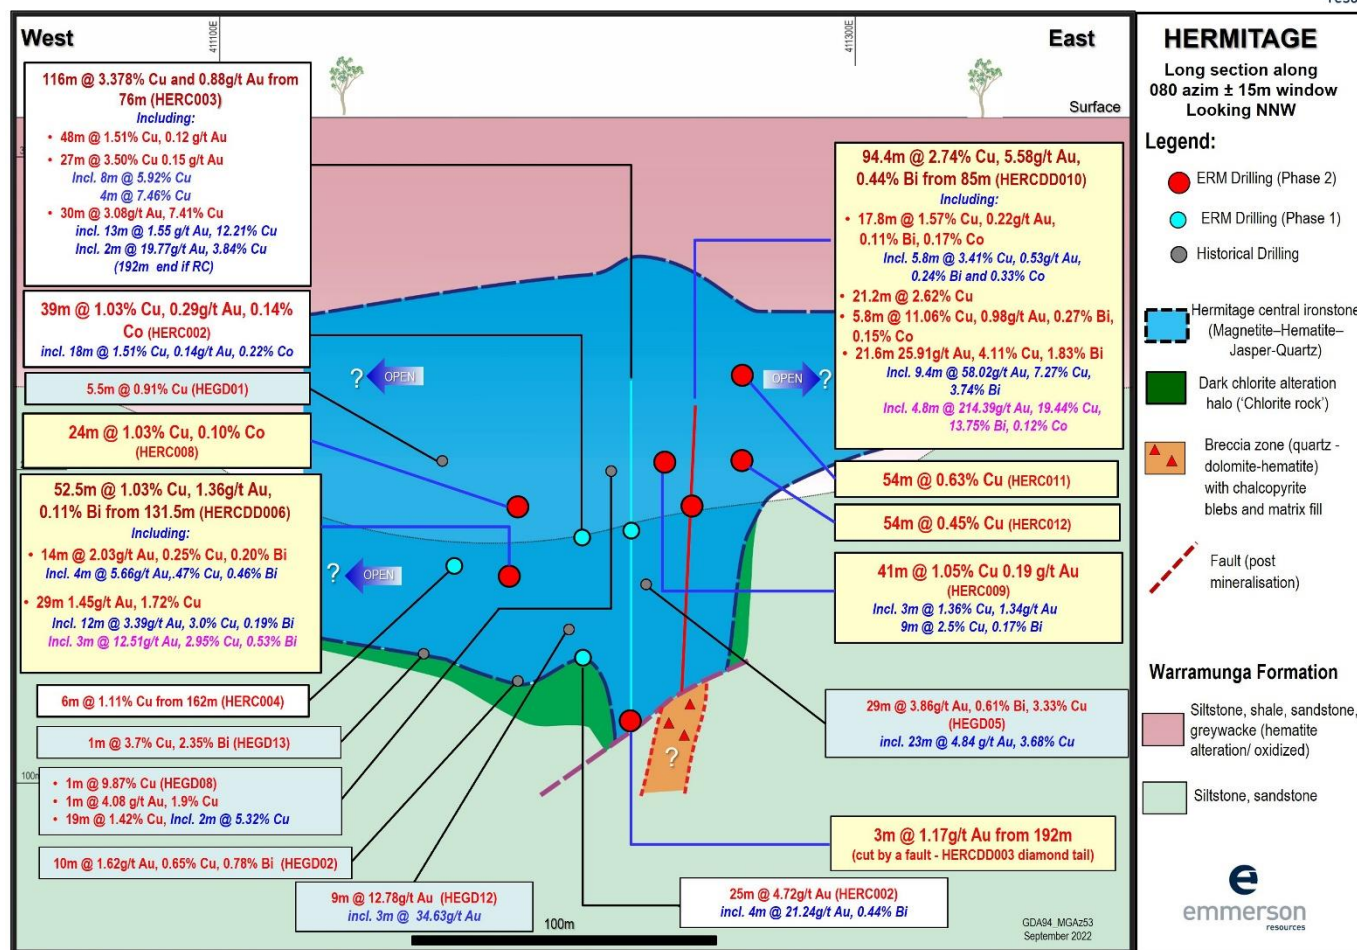 West
411100E
411300E
East
Surface
116m @ 3.378% Cu and 0.88g/t Au from
76m (HERC003)
Including:
• 48m @ 1.51% Cu, 0.12 g/t Au
• 27m @ 3.50% Cu 0.15 g/t Au
Incl. 8m @ 5.92% Cu
4m @ 7.46% Cu
• 30m @ 3.08g/t Au, 7.41% Cu
incl. 13m @ 1.55 g/t Au, 12.21% Cu
Incl. 2m @ 19.77g/t Au, 3.84% Cu
(192m end if RC)
39m @ 1.03% Cu, 0.29g/t Au, 0.14%
Co (HERC002)
incl. 18m @ 1.51% Cu, 0.14g/t Au, 0.22% Co
5.5m @ 0.91% Cu (HEGD01)
24m @ 1.03% Cu, 0.10% Co
(HERC008)
52.5m @ 1.03% Cu, 1.36g/t Au,
0.11% Bi from 131.5m (HERCDD006)
Including:
• 14m @ 2.03g/t Au, 0.25% Cu, 0.20% Bi
Incl. 4m @ 5.66g/t Au,.47% Cu, 0.46% Bi
• 29m 1.45g/t Au, 1.72% Cu
Incl. 12m @ 3.39g/t Au, 3.0% Cu, 0.19% Bi
Incl. 3m @ 12.51g/t Au, 2.95% Cu, 0.53% Bi
6m @ 1.11% Cu from 162m (HERC004)
1m @ 3.7% Cu, 2.35% Bi (HEGD13)
100m
• 1m @ 9.87% Cu (HEGD08)
• 1m @ 4.08 g/t Au, 1.9% Cu
• 19m @ 1.42% Cu, Incl. 2m @ 5.32% Cu
10m @ 1.62g/t Au, 0.65% Cu, 0.78% Bi (HEGD02)
9m @ 12.78g/t Au (HEGD12)
incl. 3m @ 34.63g/t Au
? OPEN
OPEN ?
? OPEN
?
94.4m @ 2.74% Cu, 5.58g/t Au,
0.44% Bi from 85m (HERCDD010)
Including:
• 17.8m @ 1.57% Cu, 0.22g/t Au,
0.11% Bi, 0.17% Co
Incl. 5.8m @ 3.41% Cu, 0.53g/t Au,
0.24% Bi and 0.33% Co
• 21.2m @ 2.62% Cu
• 5.8m @ 11.06% Cu, 0.98g/t Au, 0.27% Bi,
0.15% Co
• 21.6m 25.91g/t Au, 4.11% Cu, 1.83% Bi
Incl. 9.4m @ 58.02g/t Au, 7.27% Cu,
3.74% Bi
Incl. 4.8m @ 214.39g/t Au, 19.44% Cu,
13.75% Bi, 0.12% Co
54m @ 0.63% Cu (HERC011)
54m @ 0.45% Cu (HERC012)
41m @ 1.05% Cu 0.19 g/t Au
(HERC009)
Incl. 3m @ 1.36% Cu, 1.34g/t Au
9m @ 2.5% Cu, 0.17% Bi
29m @ 3.86g/t Au, 0.61% Bi, 3.33% Cu
(HEGD05)
incl. 23m @ 4.84 g/t Au, 3.68% Cu
3m @ 1.17g/t Au from 192m
(cut by a fault - HERCDD003 diamond tail)
25m @ 4.72g/t Au (HERC002)
incl. 4m @ 21.24g/t Au, 0.44% Bi
100m
GDA94_MGAz53
September 2022
HERMITAGE
Long section along
080 azim ± 15m window
Looking NNW
Legend:
ERM Drilling (Phase 2)
ERM Drilling (Phase 1)
Historical Drilling
Hermitage central ironstone
(Magnetite–Hematite–
Jasper-Quartz)
Dark chlorite alteration
halo ('Chlorite rock')
Breccia zone (quartz -
dolomite-hematite)
with chalcopyrite
blebs and matrix fill
Fault (post
mineralisation)
Warramunga Formation
Siltstone, shale, sandstone,
greywacke (hematite
alteration/ oxidized)
Siltstone, sandstone
emmerson
resources